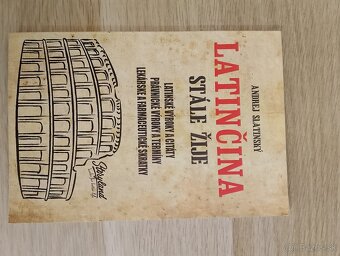 ANDREJ SLATINSKÝ
LATINČINA
STÁLE ŽIJE
LATINSKÉ VÝROKY A CITÁTY
PRÁVNICKÉ VÝROKY A TERMÍNY
LEKÁRSKE A FARMACEUTICKÉ SKRATKY